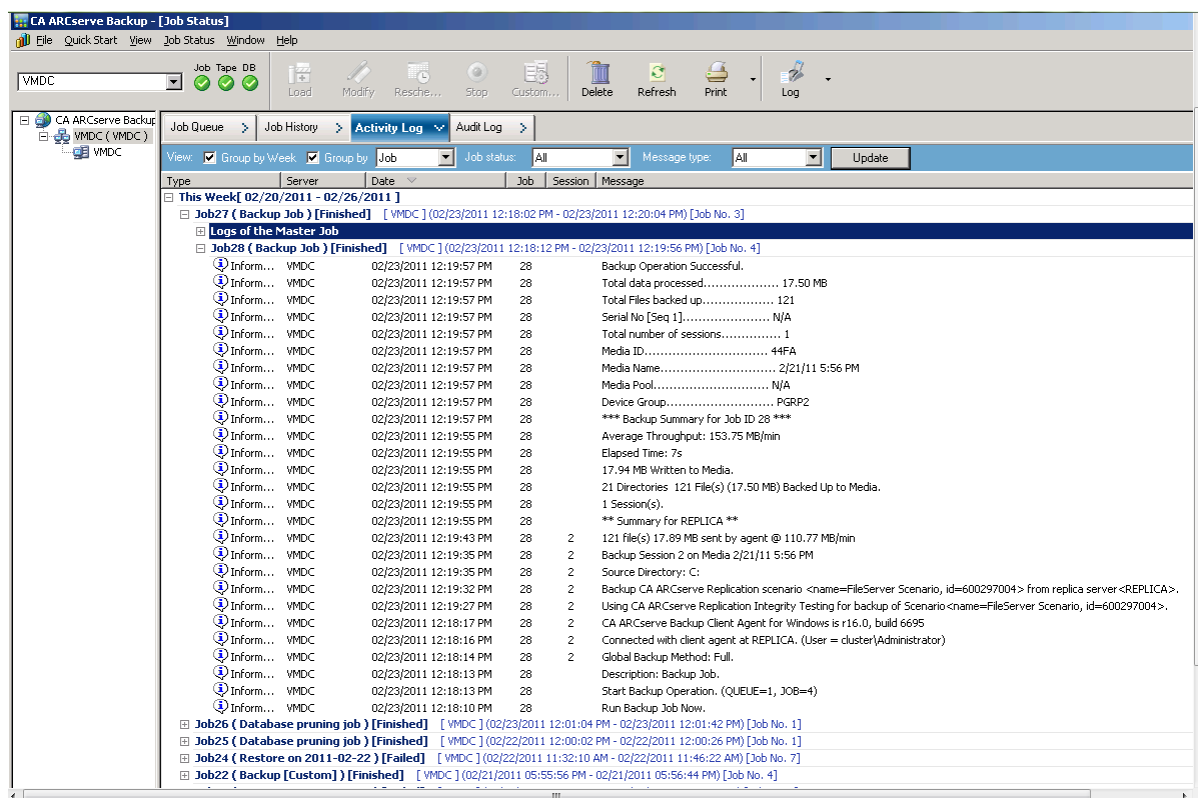 CA ARCserve Backup - [Job Status]
File Quick Start View Job Status Window Help
VMDC
Job Tape DB
Load Modify Resche... Stop Custom... Delete Refresh Print Log
CA ARCserve Backup
VMDC ( VMDC )
VMDC
Job Queue Job History Activity Log Audit Log
View: Group by Week Group by Job Job status: All Message type: All Update
Type Server Date Job Session Message
This Week[ 02/20/2011 - 02/26/2011 ]
Job27 ( Backup Job ) [Finished] [ VMDC ] (02/23/2011 12:18:02 PM - 02/23/2011 12:20:04 PM) [Job No. 3]
Logs of the Master Job
Job28 ( Backup Job ) [Finished] [ VMDC ] (02/23/2011 12:18:12 PM - 02/23/2011 12:19:56 PM) [Job No. 4]
Inform... VMDC 02/23/2011 12:19:57 PM 28 Backup Operation Successful.
Inform... VMDC 02/23/2011 12:19:57 PM 28 Total data processed................... 17.50 MB
Inform... VMDC 02/23/2011 12:19:57 PM 28 Total Files backed up.................. 121
Inform... VMDC 02/23/2011 12:19:57 PM 28 Serial No [Seq 1]...................... N/A
Inform... VMDC 02/23/2011 12:19:57 PM 28 Total number of sessions............... 1
Inform... VMDC 02/23/2011 12:19:57 PM 28 Media ID............................... 44FA
Inform... VMDC 02/23/2011 12:19:57 PM 28 Media Name............................. 2/21/11 5:56 PM
Inform... VMDC 02/23/2011 12:19:57 PM 28 Media Pool............................. N/A
Inform... VMDC 02/23/2011 12:19:57 PM 28 Device Group........................... PGRP2
Inform... VMDC 02/23/2011 12:19:57 PM 28 *** Backup Summary for Job ID 28 ***
Inform... VMDC 02/23/2011 12:19:55 PM 28 Average Throughput: 153.75 MB/min
Inform... VMDC 02/23/2011 12:19:55 PM 28 Elapsed Time: 7s
Inform... VMDC 02/23/2011 12:19:55 PM 28 17.94 MB Written to Media.
Inform... VMDC 02/23/2011 12:19:55 PM 28 21 Directories 121 File(s) (17.50 MB) Backed Up to Media.
Inform... VMDC 02/23/2011 12:19:55 PM 28 1 Session(s).
Inform... VMDC 02/23/2011 12:19:55 PM 28 ** Summary for REPLICA **
Inform... VMDC 02/23/2011 12:19:43 PM 28 2 121 file(s) 17.89 MB sent by agent @ 110.77 MB/min
Inform... VMDC 02/23/2011 12:19:35 PM 28 2 Backup Session 2 on Media 2/21/11 5:56 PM
Inform... VMDC 02/23/2011 12:19:35 PM 28 2 Source Directory: C:
Inform... VMDC 02/23/2011 12:19:32 PM 28 2 Backup CA ARCserve Replication scenario <name=FileServer Scenario, id=600297004> from replica server<REPLICA>.
Inform... VMDC 02/23/2011 12:19:27 PM 28 2 Using CA ARCserve Replication Integrity Testing for backup of Scenario<name=FileServer Scenario, id=600297004>.
Inform... VMDC 02/23/2011 12:18:17 PM 28 2 CA ARCserve Backup Client Agent for Windows is r16.0, build 6695
Inform... VMDC 02/23/2011 12:18:16 PM 28 2 Connected with client agent at REPLICA. (User = cluster\Administrator)
Inform... VMDC 02/23/2011 12:18:14 PM 28 2 Global Backup Method: Full.
Inform... VMDC 02/23/2011 12:18:13 PM 28 Description: Backup Job.
Inform... VMDC 02/23/2011 12:18:13 PM 28 Start Backup Operation. (QUEUE=1, JOB=4)
Inform... VMDC 02/23/2011 12:18:10 PM 28 Run Backup Job Now.
Job26 ( Database pruning job ) [Finished] [ VMDC ] (02/23/2011 12:01:04 PM - 02/23/2011 12:01:42 PM) [Job No. 1]
Job25 ( Database pruning job ) [Finished] [ VMDC ] (02/22/2011 12:00:02 PM - 02/22/2011 12:00:26 PM) [Job No. 1]
Job24 ( Restore on 2011-02-22 ) [Failed] [ VMDC ] (02/22/2011 11:32:10 AM - 02/22/2011 11:46:22 AM) [Job No. 7]
Job22 ( Backup [Custom] ) [Finished] [ VMDC ] (02/21/2011 05:55:56 PM - 02/21/2011 05:56:44 PM) [Job No. 4]